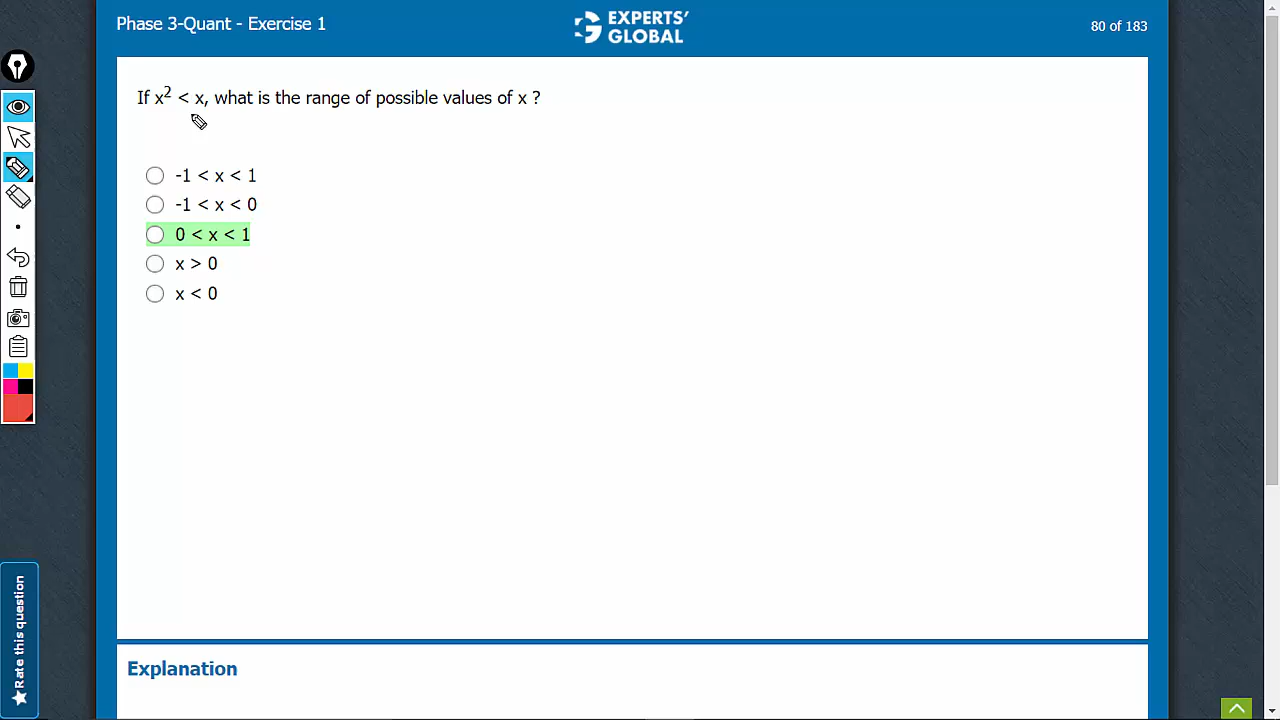 Phase 3-Quant - Exercise 1
EXPERTS'
GLOBAL
80 of 183
If x² < x, what is the range of possible values of x ?
-1 < x < 1
-1 < x < 0
0 < x < 1
x > 0
x < 0
Rate this question
Explanation